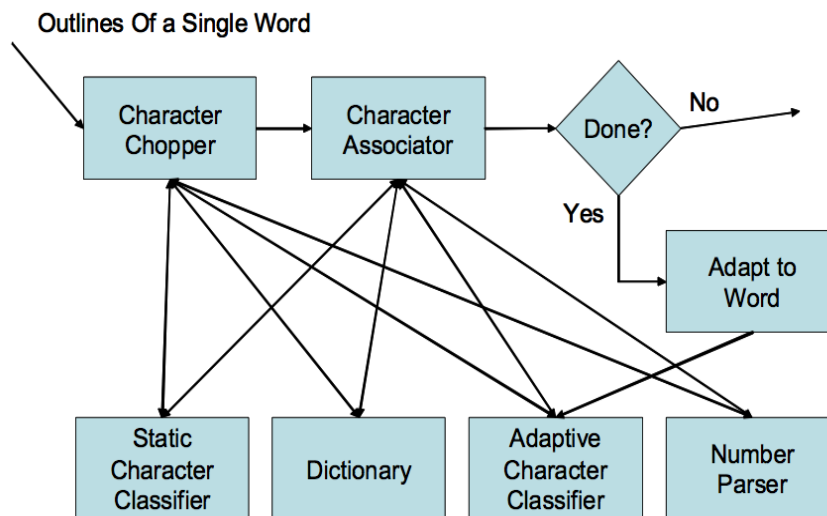 Outlines Of a Single Word
Character
Chopper
Character
Associator
Done?
No
Yes
Adapt to
Word
Static
Character
Classifier
Dictionary
Adaptive
Character
Classifier
Number
Parser